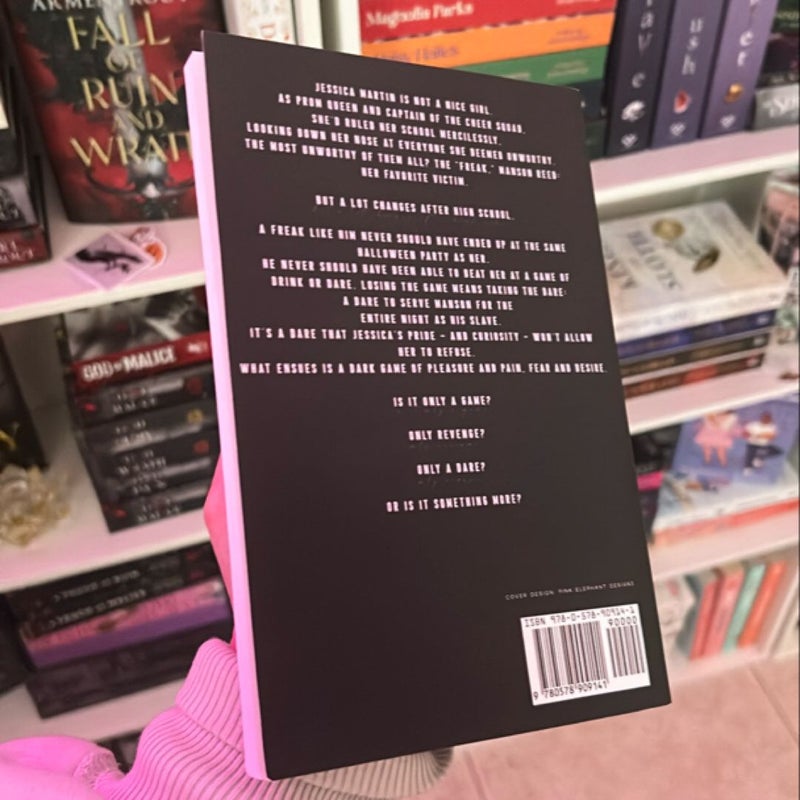 ARMENTROUT
FALL
OF
RUIN
AND
WRATH
Magnolia Parks
JESSICA MARTIN IS NOT A NICE GIRL.
AS PROM QUEEN AND CAPTAIN OF THE CHEER SQUAD,
SHE'D RULED HER SCHOOL MERCILESSLY,
LOOKING DOWN HER NOSE AT EVERYONE SHE DEEMED UNWORTHY.
THE MOST UNWORTHY OF THEM ALL? THE "FREAK," MANSON REED:
HER FAVORITE VICTIM.
BUT A LOT CHANGES AFTER HIGH SCHOOL.
A FREAK LIKE HIM NEVER SHOULD HAVE ENDED UP AT THE SAME
HALLOWEEN PARTY AS HER.
HE NEVER SHOULD HAVE BEEN ABLE TO BEAT HER AT A GAME OF
DRINK OR DARE. LOSING THE GAME MEANS TAKING THE DARE:
A DARE TO SERVE MANSON FOR THE
ENTIRE NIGHT AS HIS SLAVE.
IT'S A DARE THAT JESSICA'S PRIDE - AND CURIOSITY - WON'T ALLOW
HER TO REFUSE.
WHAT ENSUES IS A DARK GAME OF PLEASURE AND PAIN, FEAR AND DESIRE.
IS IT ONLY A GAME?
ONLY REVENGE?
ONLY A DARE?
OR IS IT SOMETHING MORE?
COVER DESIGN: PINK ELEPHANT DESIGNS
ISBN 978-0-578-90914-1
90000
9 780578 909141
GOD OF MALICE